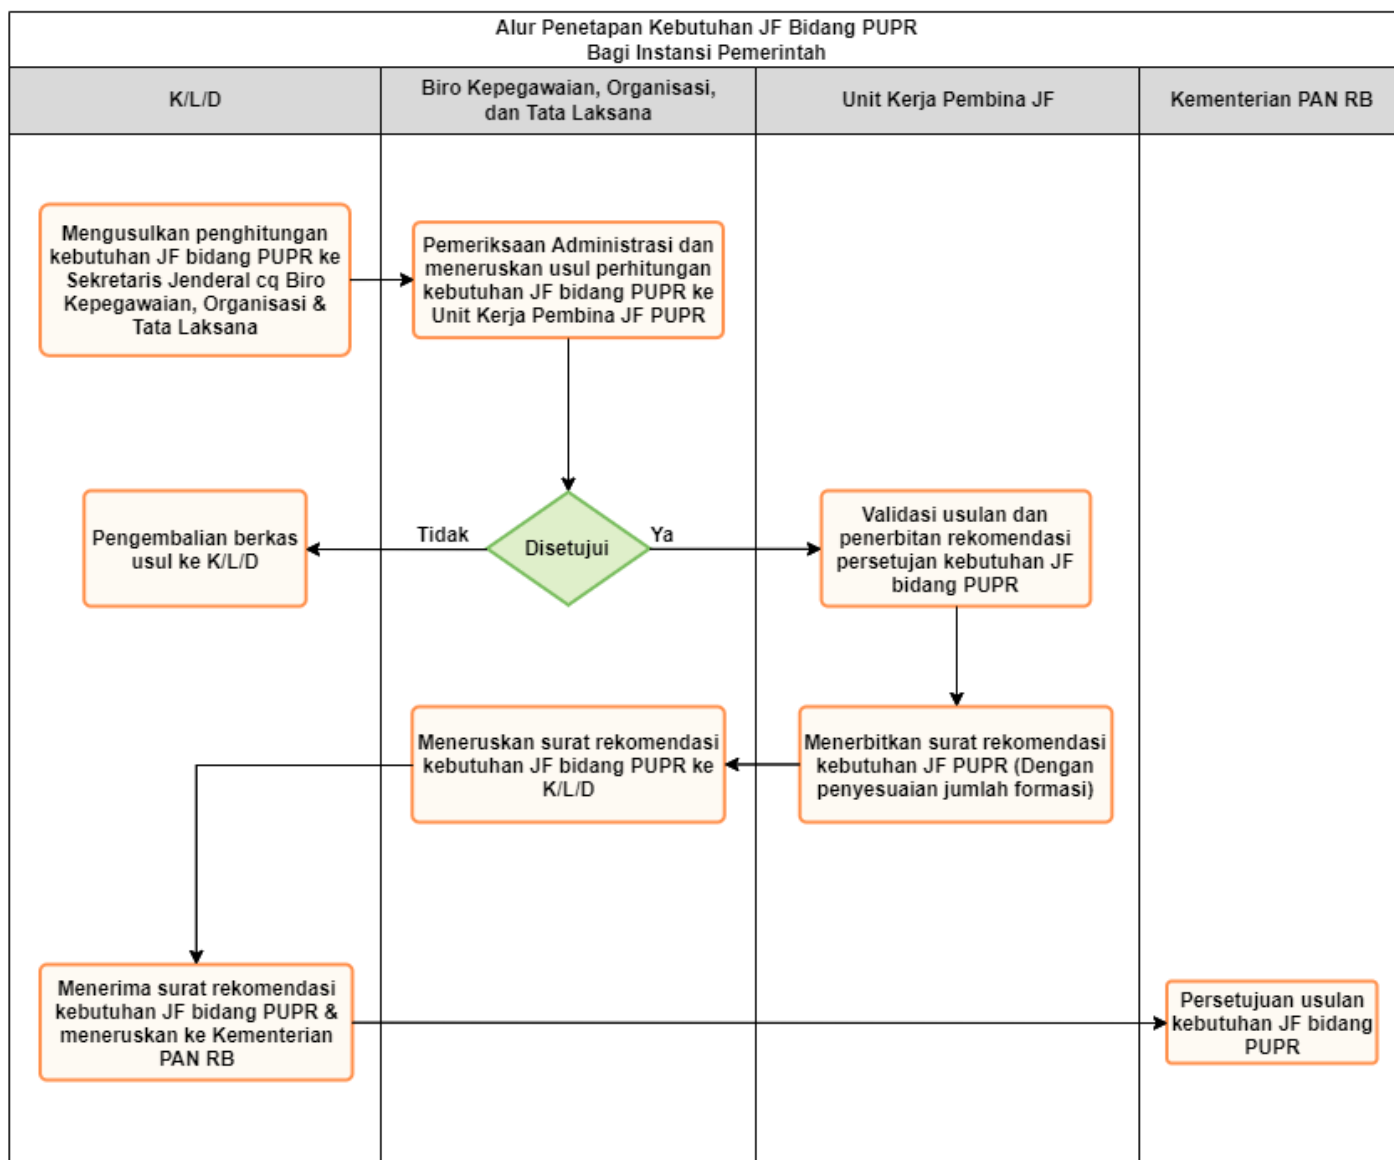 Alur Penetapan Kebutuhan JF Bidang PUPR
Bagi Instansi Pemerintah
K/L/D
Biro Kepegawaian, Organisasi,
dan Tata Laksana
Unit Kerja Pembina JF
Kementerian PAN RB
Mengusulkan penghitungan
kebutuhan JF bidang PUPR ke
Sekretaris Jenderal cq Biro
Kepegawaian, Organisasi &
Tata Laksana
Pemeriksaan Administrasi dan
meneruskan usul perhitungan
kebutuhan JF bidang PUPR ke
Unit Kerja Pembina JF PUPR
Pengembalian berkas
usul ke K/L/D
Tidak
Disetujui
Ya
Validasi usulan dan
penerbitan rekomendasi
persetujan kebutuhan JF
bidang PUPR
Meneruskan surat rekomendasi
kebutuhan JF bidang PUPR ke
K/L/D
Menerbitkan surat rekomendasi
kebutuhan JF PUPR (Dengan
penyesuaian jumlah formasi)
Menerima surat rekomendasi
kebutuhan JF bidang PUPR &
meneruskan ke Kementerian
PAN RB
Persetujuan usulan
kebutuhan JF bidang
PUPR